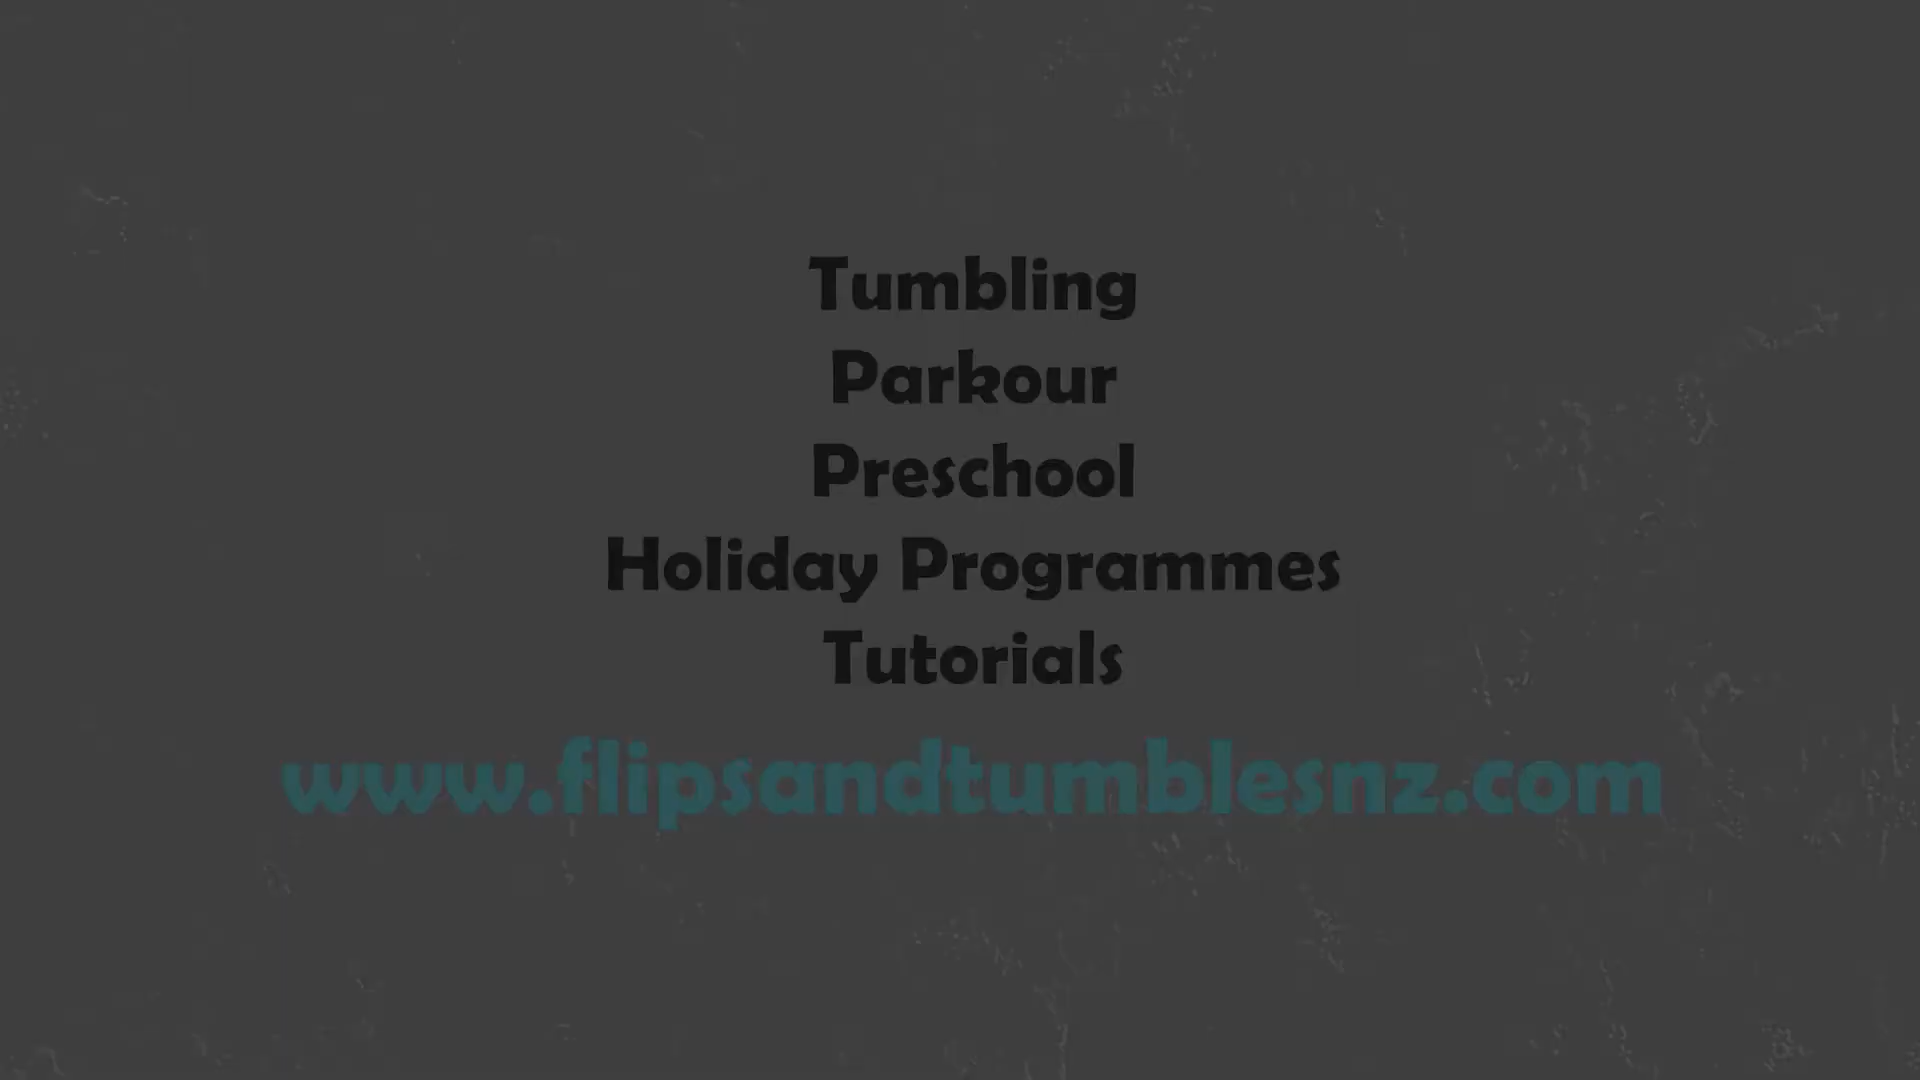 Tumbling
Parkour
Preschool
Holiday Programmes
Tutorials
www.flipsandtumblesnz.com